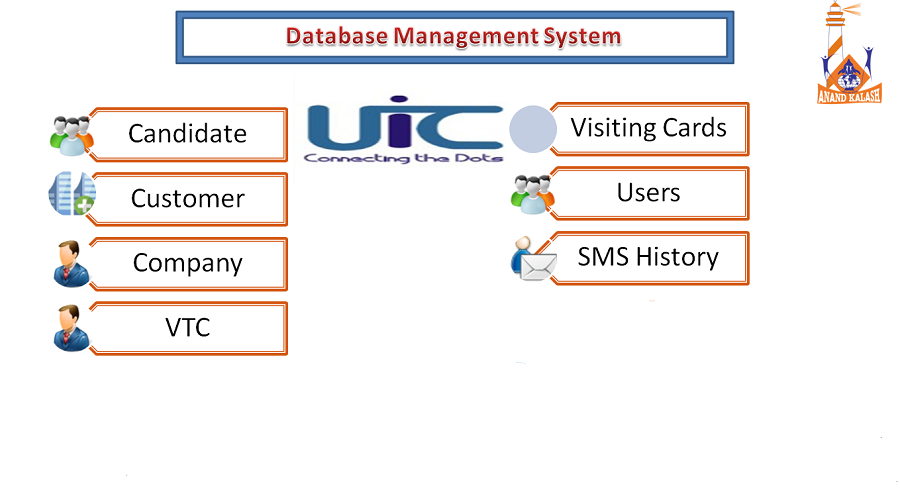 Database Management System
ANAND KALASH
Candidate
Customer
Company
VTC
UiC
Connecting the Dots
Visiting Cards
Users
SMS History